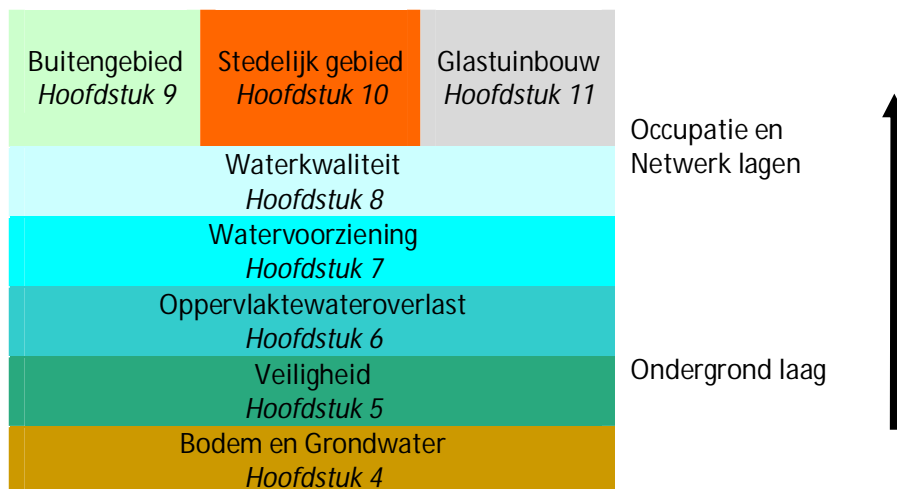 Buitengebied
Hoofdstuk 9
Stedelijk gebied
Hoofdstuk 10
Glastuinbouw
Hoofdstuk 11
Occupatie en
Netwerk lagen
Waterkwaliteit
Hoofdstuk 8
Watervoorziening
Hoofdstuk 7
Oppervlaktewateroverlast
Hoofdstuk 6
Veiligheid
Hoofdstuk 5
Ondergrond laag
Bodem en Grondwater
Hoofdstuk 4